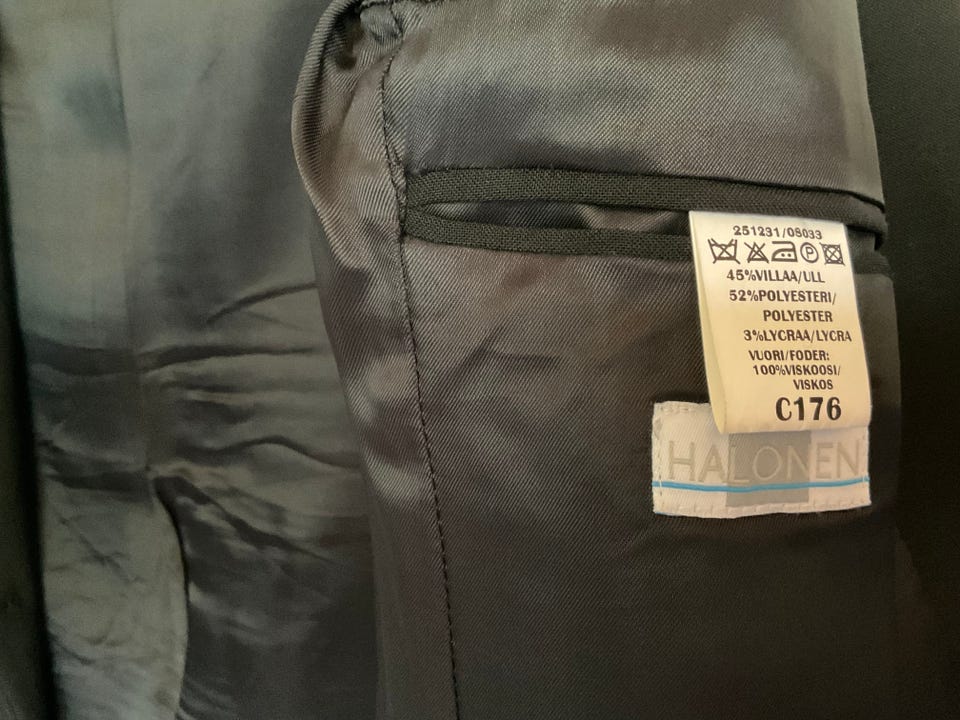 251231/08033
P
45%VILLAA/ULL
52%POLYESTERI/
POLYESTER
3%LYCRAA/LYCRA
VUORI/FODER:
100%VISKOOSI/
VISKOS
C176
HALONEN